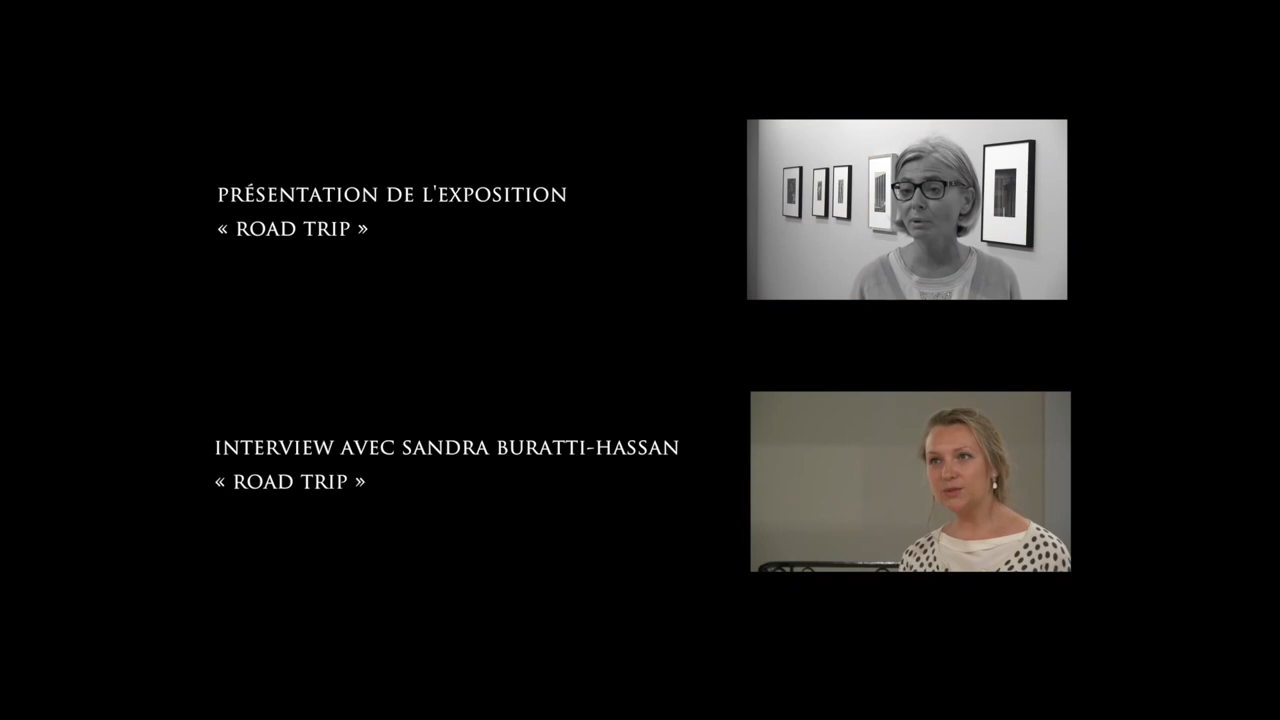 PRÉSENTATION DE L'EXPOSITION
« ROAD TRIP »
INTERVIEW AVEC SANDRA BURATTI-HASSAN
« ROAD TRIP »